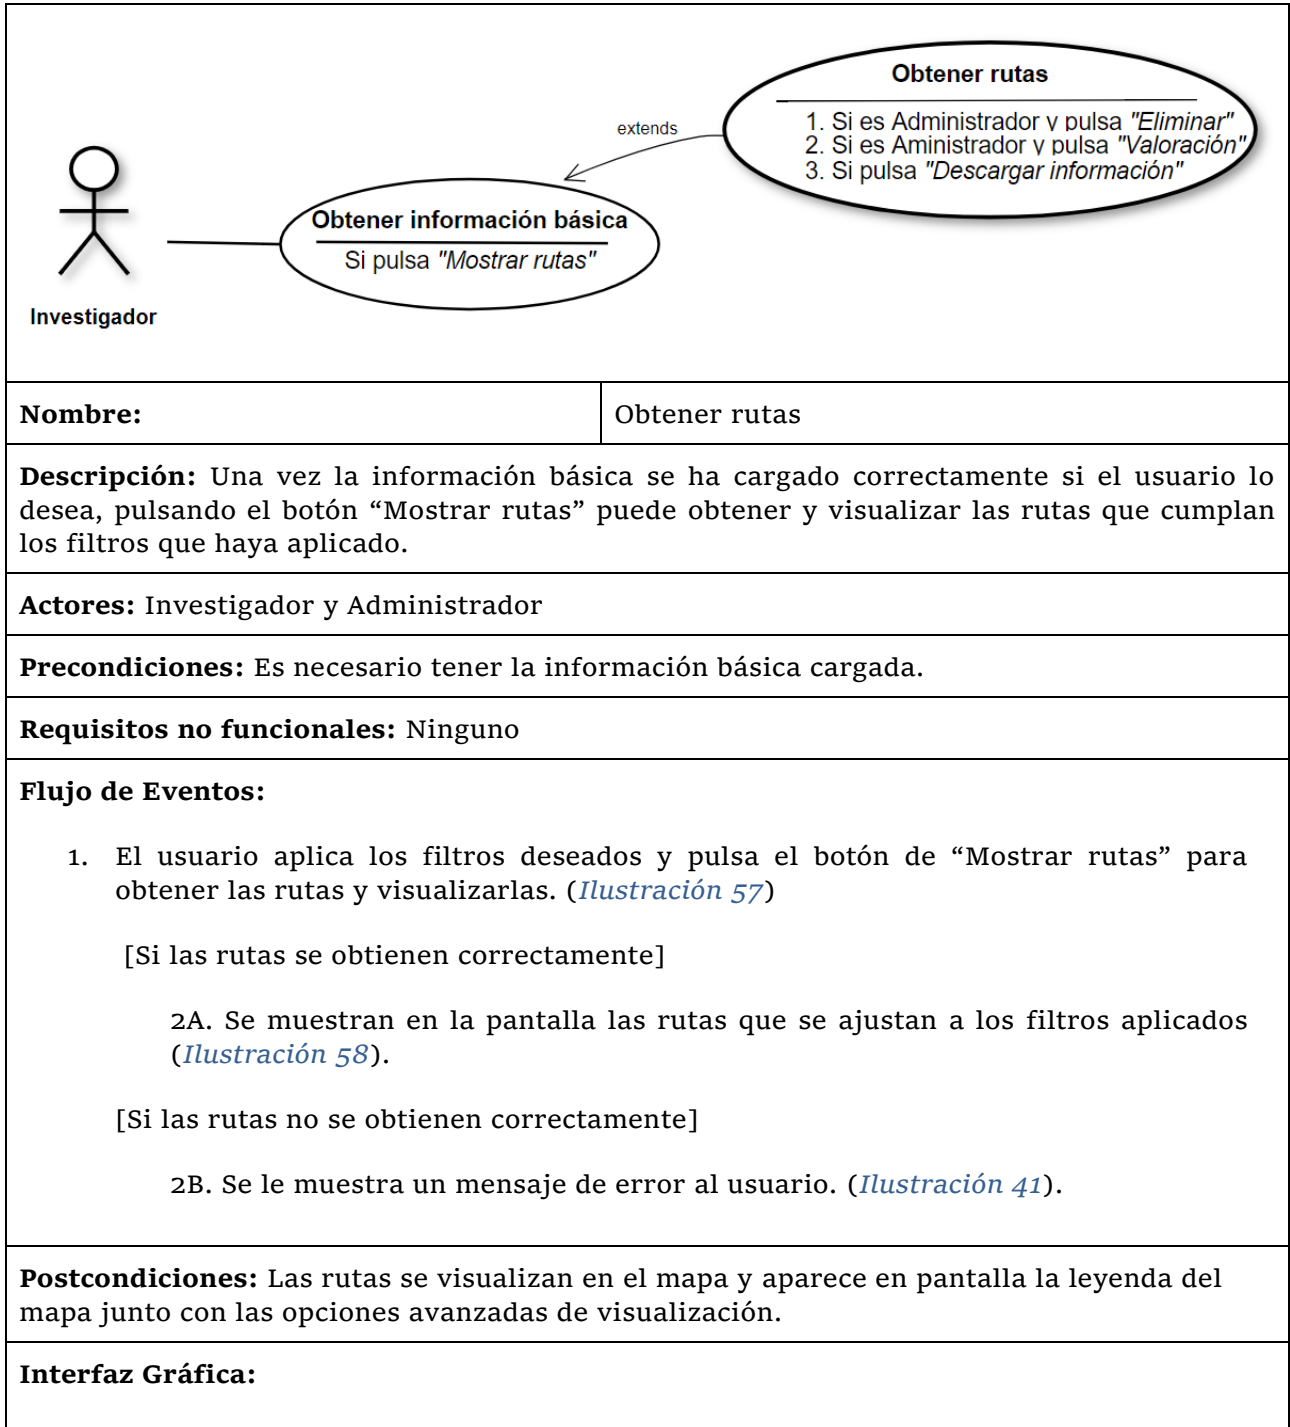 Obtener rutas
1. Si es Administrador y pulsa "Eliminar"
2. Si es Aministrador y pulsa "Valoración"
3. Si pulsa "Descargar información"
extends
Obtener información básica
Si pulsa "Mostrar rutas"
Investigador
Nombre: Obtener rutas
Descripción: Una vez la información básica se ha cargado correctamente si el usuario lo
desea, pulsando el botón “Mostrar rutas” puede obtener y visualizar las rutas que cumplan
los filtros que haya aplicado.
Actores: Investigador y Administrador
Precondiciones: Es necesario tener la información básica cargada.
Requisitos no funcionales: Ninguno
Flujo de Eventos:
1. El usuario aplica los filtros deseados y pulsa el botón de “Mostrar rutas” para
obtener las rutas y visualizarlas. (Ilustración 57)
[Si las rutas se obtienen correctamente]
2A. Se muestran en la pantalla las rutas que se ajustan a los filtros aplicados
(Ilustración 58).
[Si las rutas no se obtienen correctamente]
2B. Se le muestra un mensaje de error al usuario. (Ilustración 41).
Postcondiciones: Las rutas se visualizan en el mapa y aparece en pantalla la leyenda del
mapa junto con las opciones avanzadas de visualización.
Interfaz Gráfica: